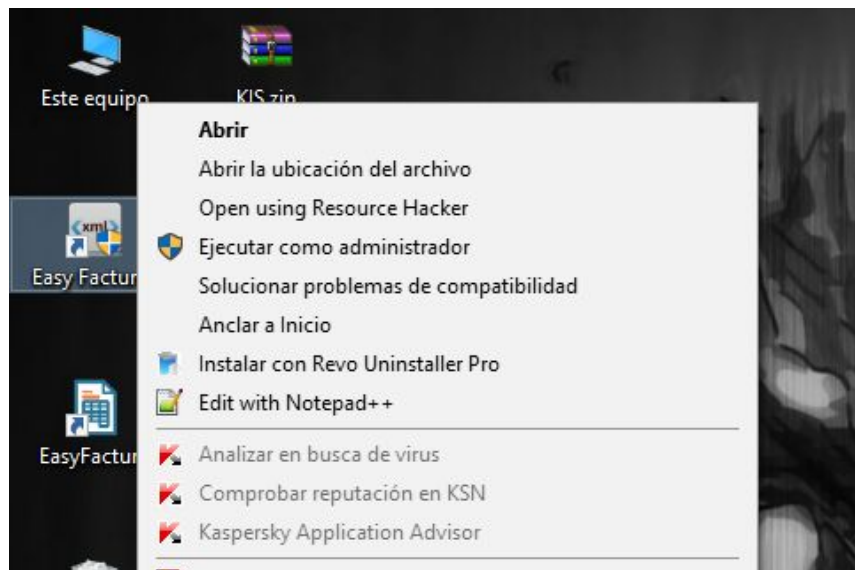 Este equipo
KIS.zip
Abrir
Abrir la ubicación del archivo
Open using Resource Hacker
Ejecutar como administrador
Solucionar problemas de compatibilidad
Anclar a Inicio
Instalar con Revo Uninstaller Pro
Edit with Notepad++
<xml>
Easy Factur
EasyFactur
Analizar en busca de virus
Comprobar reputación en KSN
Kaspersky Application Advisor